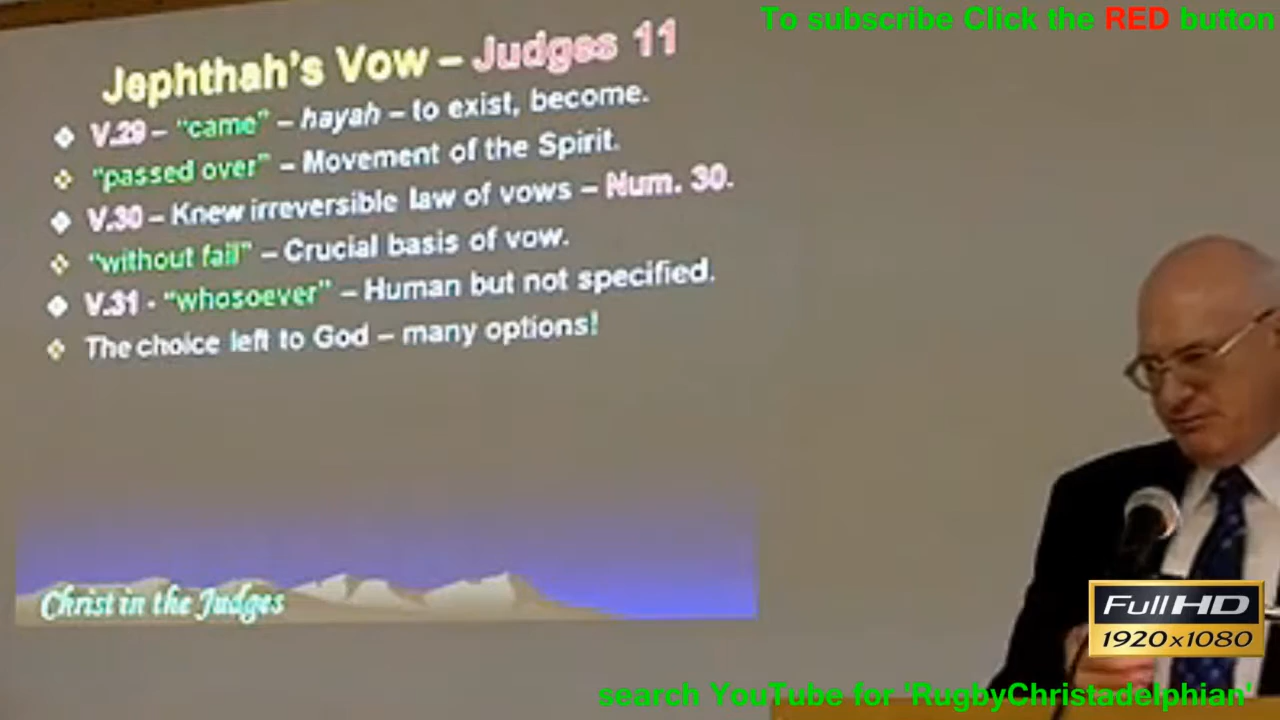 To subscribe Click the RED button
Jephthah's Vow – Judges 11
V.29 – "came" – hayah – to exist, become.
"passed over" – Movement of the Spirit.
V.30 – Knew irreversible law of vows – Num. 30.
"without fail" – Crucial basis of vow.
V.31 - "whosoever" – Human but not specified.
The choice left to God – many options!
Christ in the Judges
Full HD
1920x1080
search YouTube for 'RugbyChristadelphian'